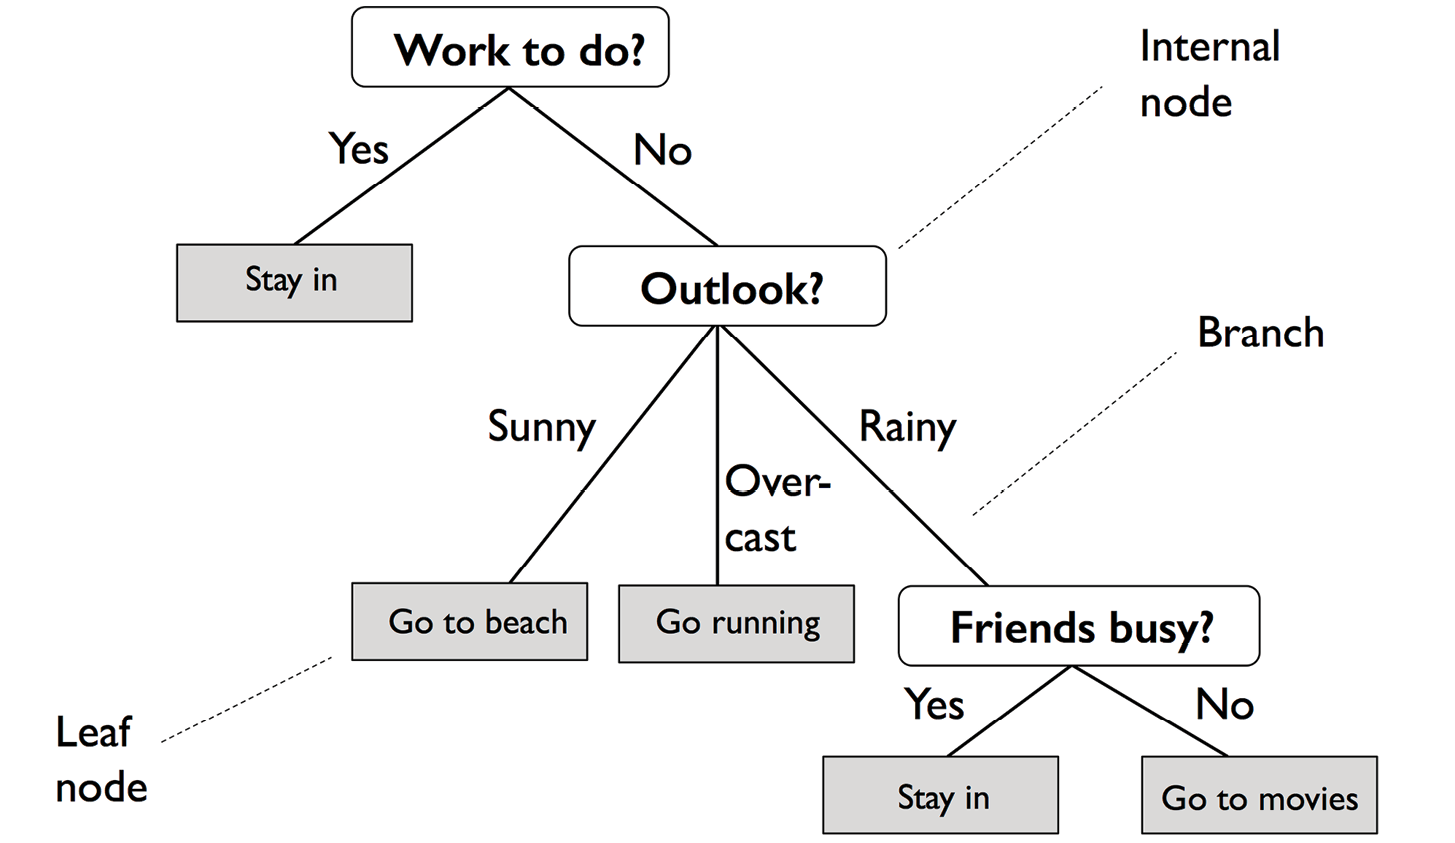 Work to do?
Internal
node
Yes
No
Stay in
Outlook?
Branch
Sunny
Rainy
Over-
cast
Go to beach
Go running
Friends busy?
Yes
No
Leaf
node
Stay in
Go to movies